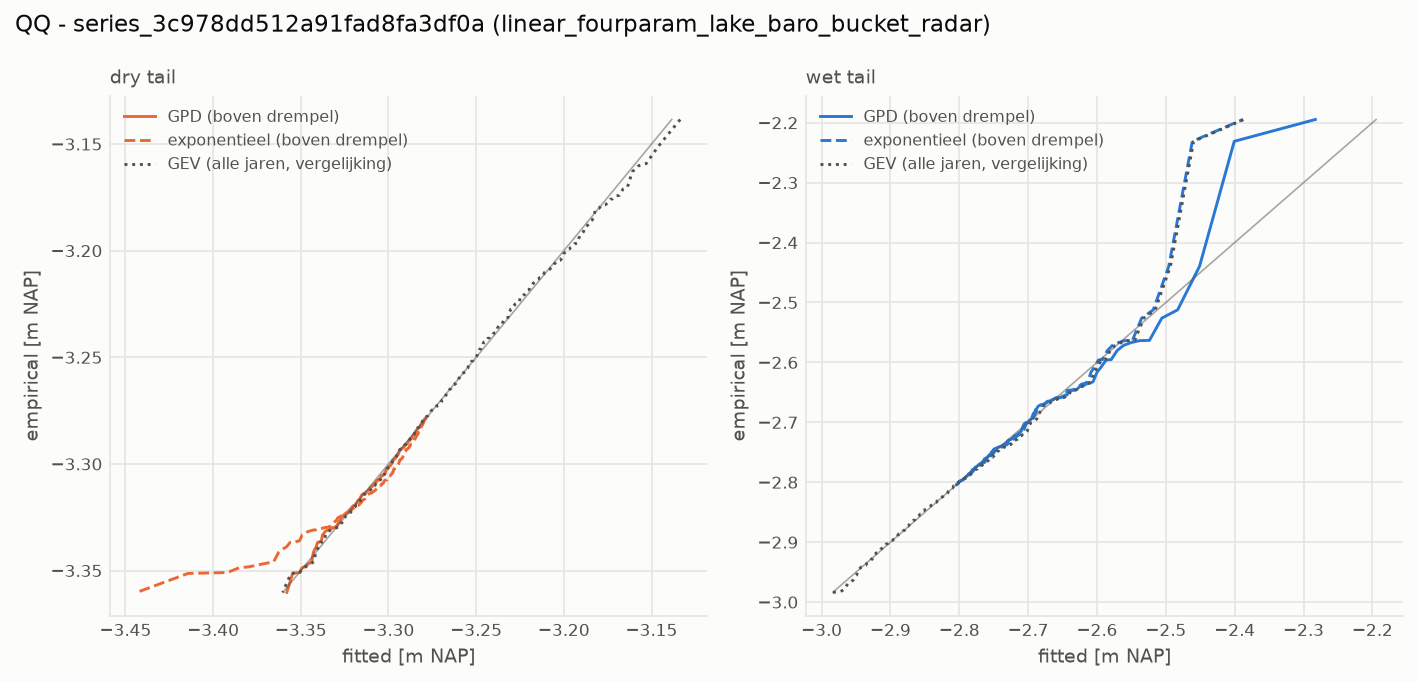 QQ - series_3c978dd512a91fad8fa3df0a (linear_fourparam_lake_baro_bucket_radar)
dry tail
GPD (boven drempel)
exponentieel (boven drempel)
GEV (alle jaren, vergelijking)
empirical [m NAP]
−3.15
−3.20
−3.25
−3.30
−3.35
−3.45
−3.40
−3.35
−3.30
−3.25
−3.20
−3.15
fitted [m NAP]
wet tail
GPD (boven drempel)
exponentieel (boven drempel)
GEV (alle jaren, vergelijking)
empirical [m NAP]
−2.2
−2.3
−2.4
−2.5
−2.6
−2.7
−2.8
−2.9
−3.0
−3.0
−2.9
−2.8
−2.7
−2.6
−2.5
−2.4
−2.3
−2.2
fitted [m NAP]